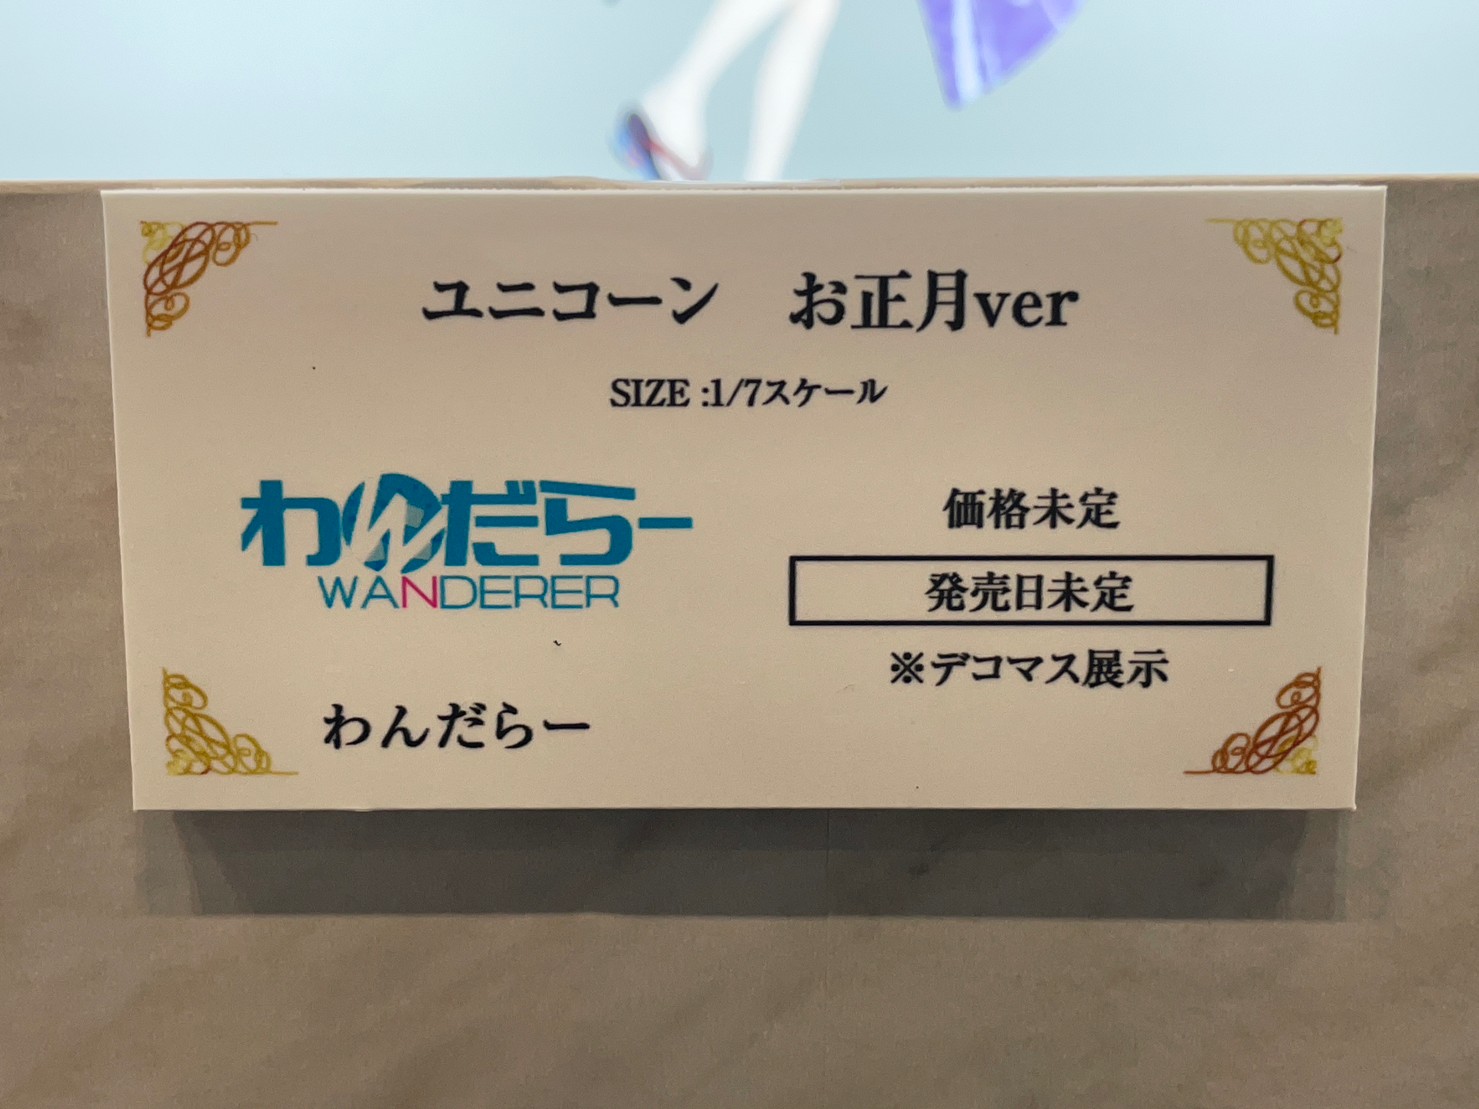 ユニコーン　お正月ver
SIZE :1/7スケール
わんだらー
WANDERER
わんだらー
価格未定
発売日未定
※デコマス展示